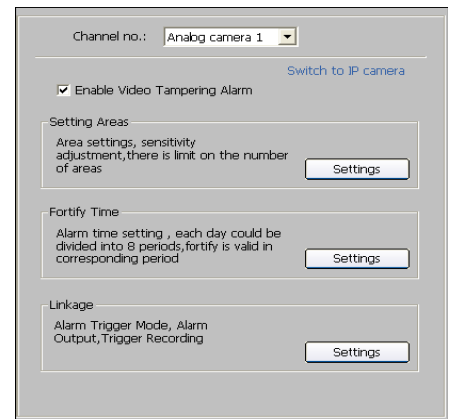 Channel no.: Analog camera 1
Switch to IP camera
Enable Video Tampering Alarm
Setting Areas
Area settings, sensitivity
adjustment,there is limit on the number
of areas
Settings
Fortify Time
Alarm time setting , each day could be
divided into 8 periods,fortify is valid in
corresponding period
Settings
Linkage
Alarm Trigger Mode, Alarm
Output,Trigger Recording
Settings